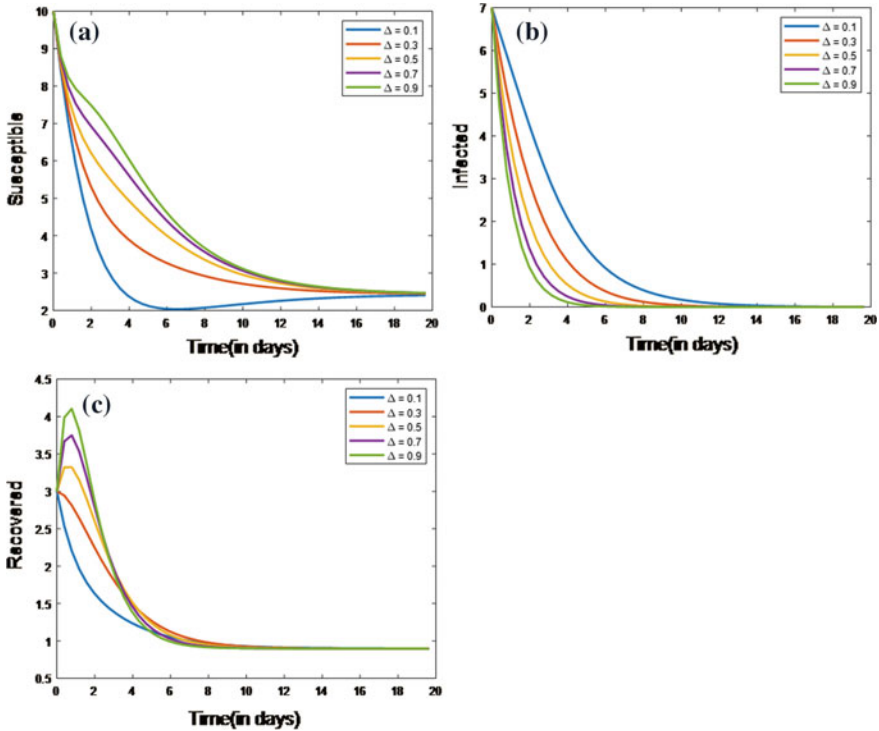 (a)
Δ = 0.1
Δ = 0.3
Δ = 0.5
Δ = 0.7
Δ = 0.9
10
9
8
7
6
5
4
3
2
Susceptible
0 2 4 6 8 10 12 14 16 18 20
Time(in days)
(b)
Δ = 0.1
Δ = 0.3
Δ = 0.5
Δ = 0.7
Δ = 0.9
7
6
5
4
3
2
1
0
Infected
0 2 4 6 8 10 12 14 16 18 20
Time(in days)
(c)
Δ = 0.1
Δ = 0.3
Δ = 0.5
Δ = 0.7
Δ = 0.9
4.5
4
3.5
3
2.5
2
1.5
1
0.5
Recovered
0 2 4 6 8 10 12 14 16 18 20
Time(in days)